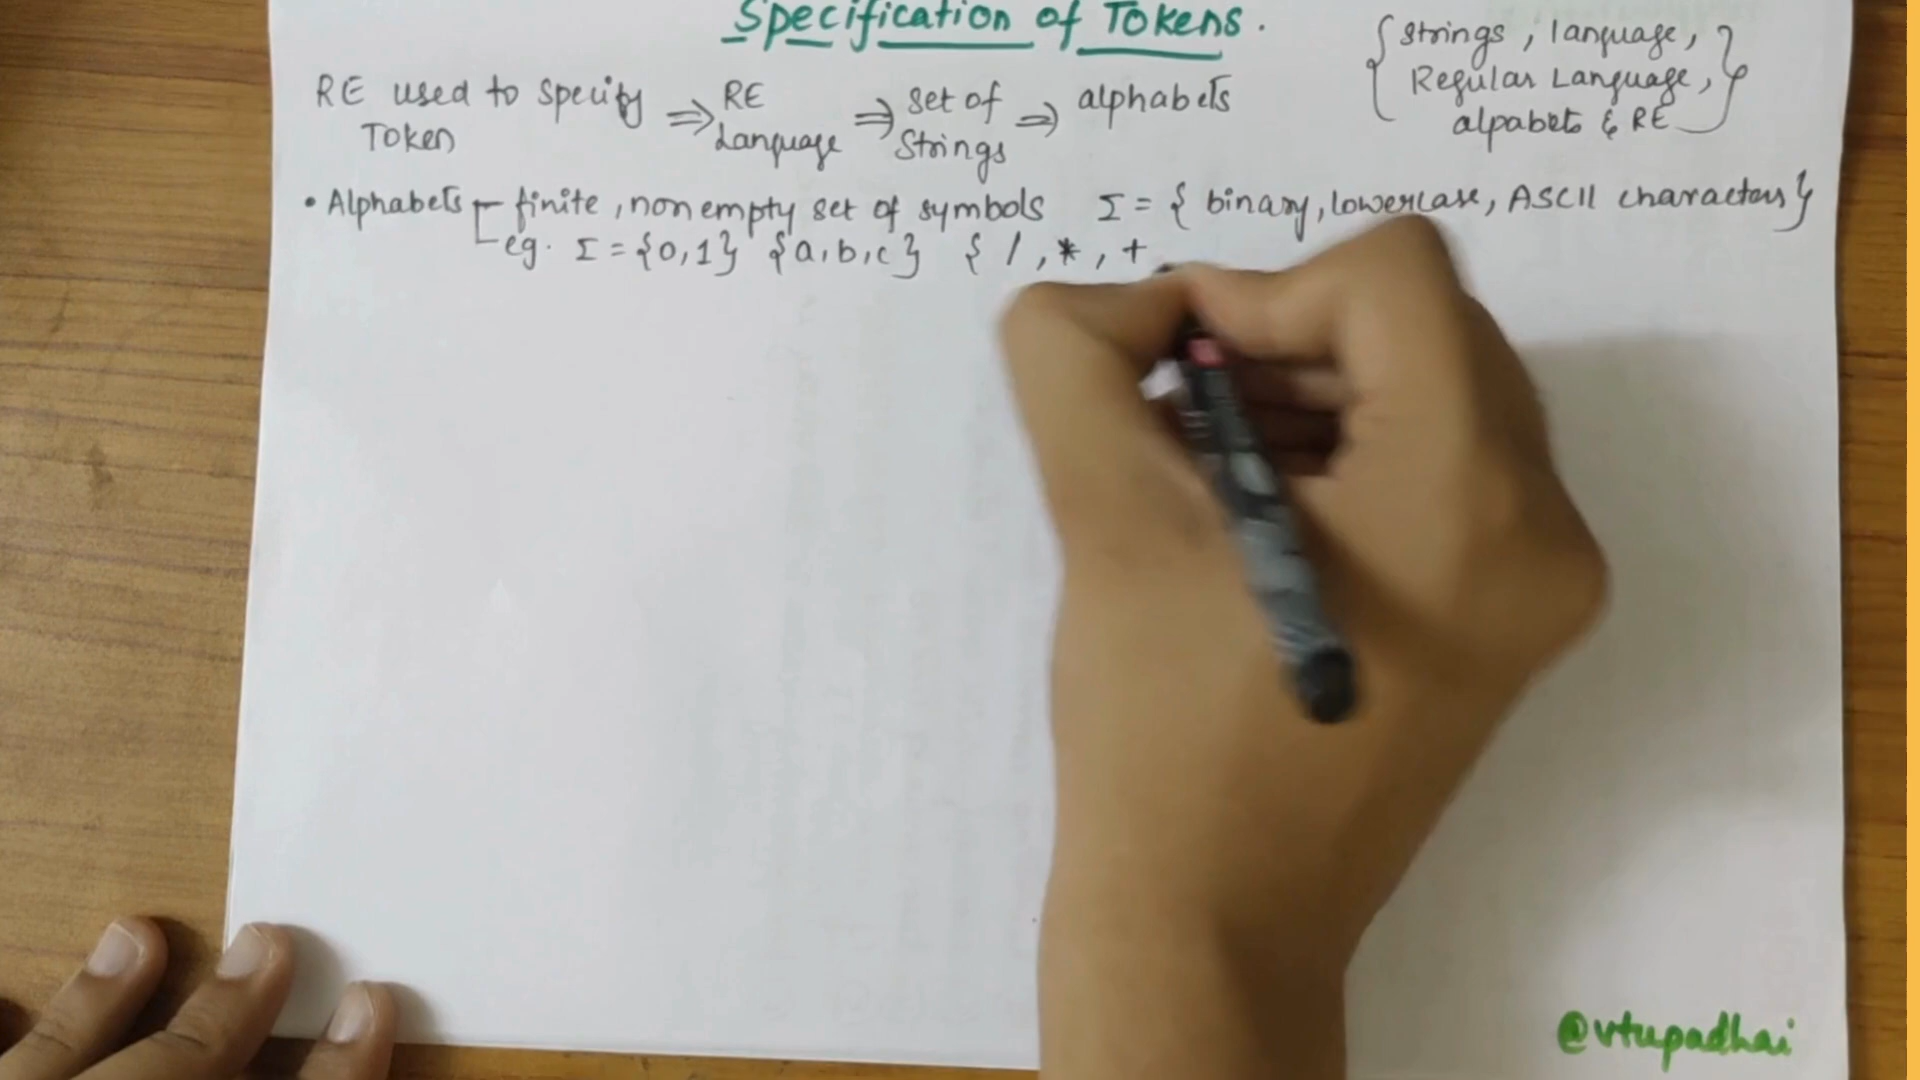 Specification of Tokens.
{ strings, language,
Regular Language,
alpabets & RE }
RE used to specify Token ⇒ RE Language ⇒ set of Strings ⇒ alphabets
• Alphabets - finite, non empty set of symbols Σ = { binary, lowercase, ASCII characters }
- eg. Σ = {0,1} {a,b,c} { /, *, +
@vtupadhai